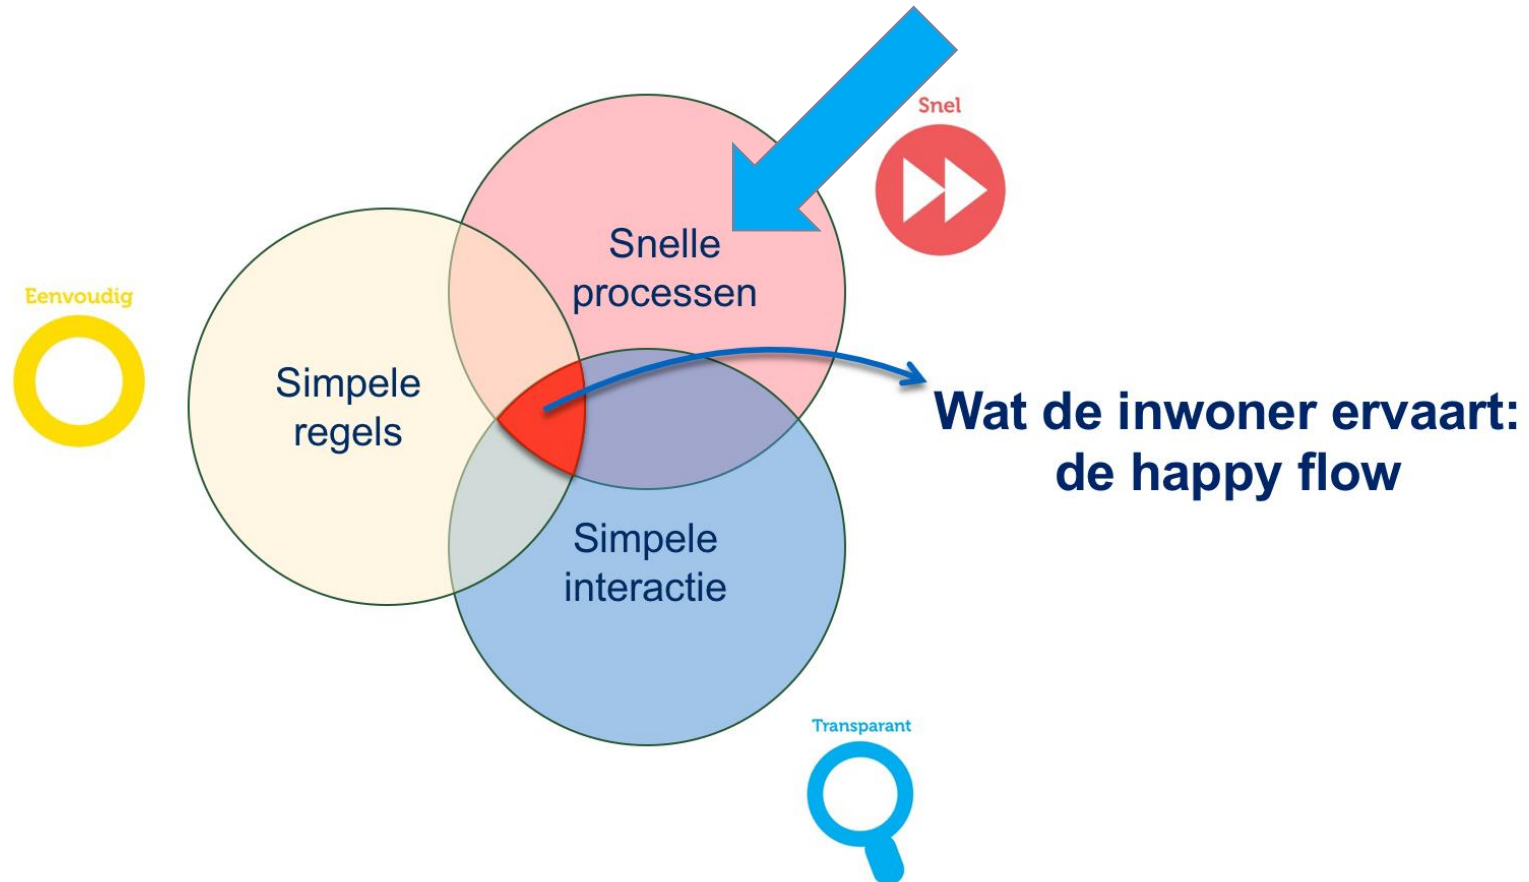 Snel
Snelle
processen
Eenvoudig
Simpele
regels
Wat de inwoner ervaart:
de happy flow
Simpele
interactie
Transparant